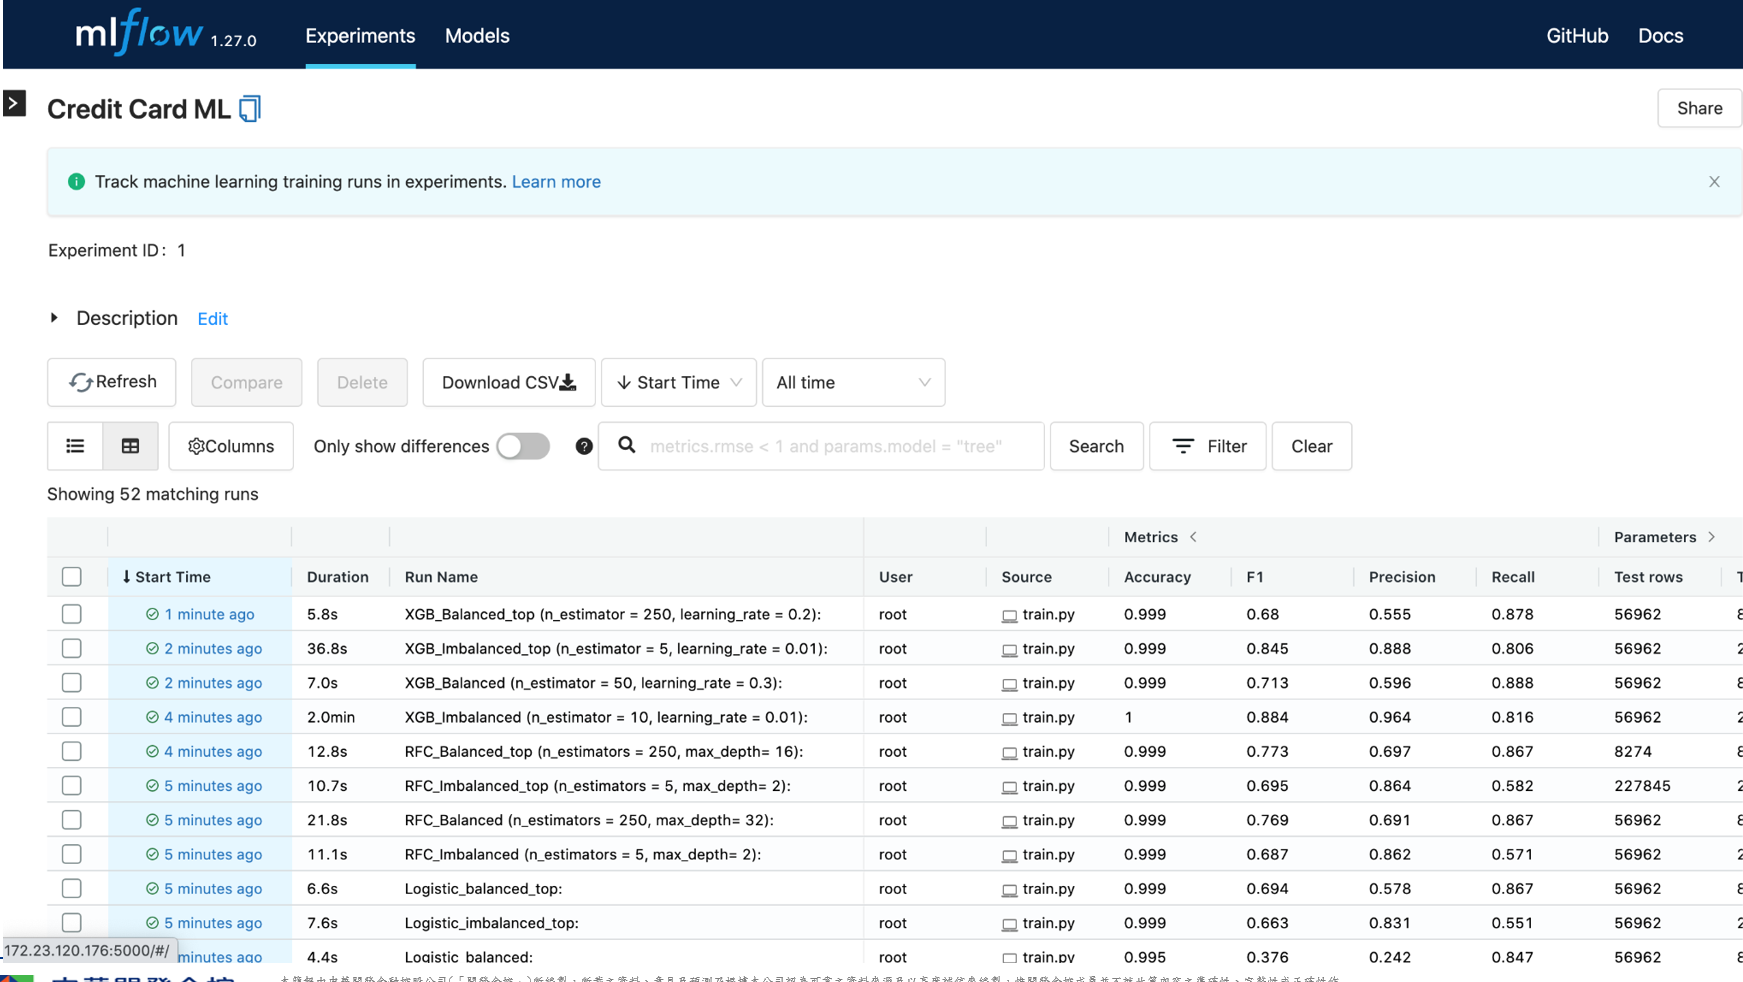 mlflow 1.27.0 Experiments Models GitHub Docs
Credit Card ML Share
Track machine learning training runs in experiments. Learn more
Experiment ID: 1
Description Edit
Refresh Compare Delete Download CSV Start Time All time
Columns Only show differences metrics.rmse < 1 and params.model = "tree" Search Filter Clear
Showing 52 matching runs
Metrics Parameters
Start Time Duration Run Name User Source Accuracy F1 Precision Recall Test rows
1 minute ago 5.8s XGB_Balanced_top (n_estimator = 250, learning_rate = 0.2): root train.py 0.999 0.68 0.555 0.878 56962
2 minutes ago 36.8s XGB_Imbalanced_top (n_estimator = 5, learning_rate = 0.01): root train.py 0.999 0.845 0.888 0.806 56962
2 minutes ago 7.0s XGB_Balanced (n_estimator = 50, learning_rate = 0.3): root train.py 0.999 0.713 0.596 0.888 56962
4 minutes ago 2.0min XGB_Imbalanced (n_estimator = 10, learning_rate = 0.01): root train.py 1 0.884 0.964 0.816 56962
4 minutes ago 12.8s RFC_Balanced_top (n_estimators = 250, max_depth= 16): root train.py 0.999 0.773 0.697 0.867 8274
5 minutes ago 10.7s RFC_Imbalanced_top (n_estimators = 5, max_depth= 2): root train.py 0.999 0.695 0.864 0.582 227845
5 minutes ago 21.8s RFC_Balanced (n_estimators = 250, max_depth= 32): root train.py 0.999 0.769 0.691 0.867 56962
5 minutes ago 11.1s RFC_Imbalanced (n_estimators = 5, max_depth= 2): root train.py 0.999 0.687 0.862 0.571 56962
5 minutes ago 6.6s Logistic_balanced_top: root train.py 0.999 0.694 0.578 0.867 56962
5 minutes ago 7.6s Logistic_imbalanced_top: root train.py 0.999 0.663 0.831 0.551 56962
minutes ago 4.4s Logistic_balanced: root train.py 0.995 0.376 0.242 0.847 56962
172.23.120.176:5000/#/